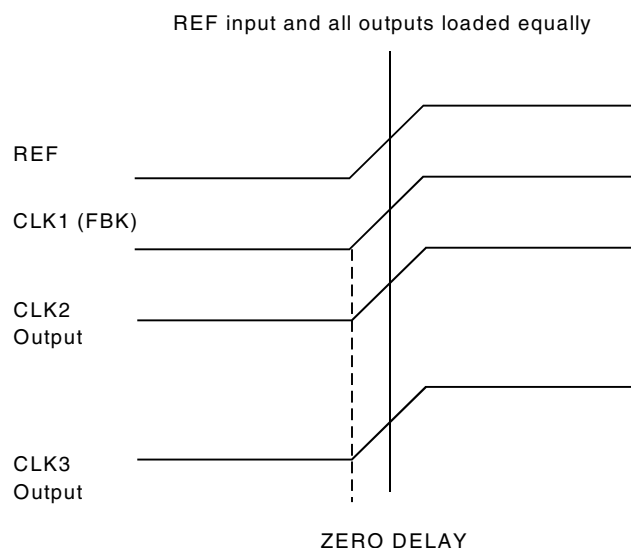 REF input and all outputs loaded equally
REF
CLK1 (FBK)
CLK2
Output
CLK3
Output
ZERO DELAY